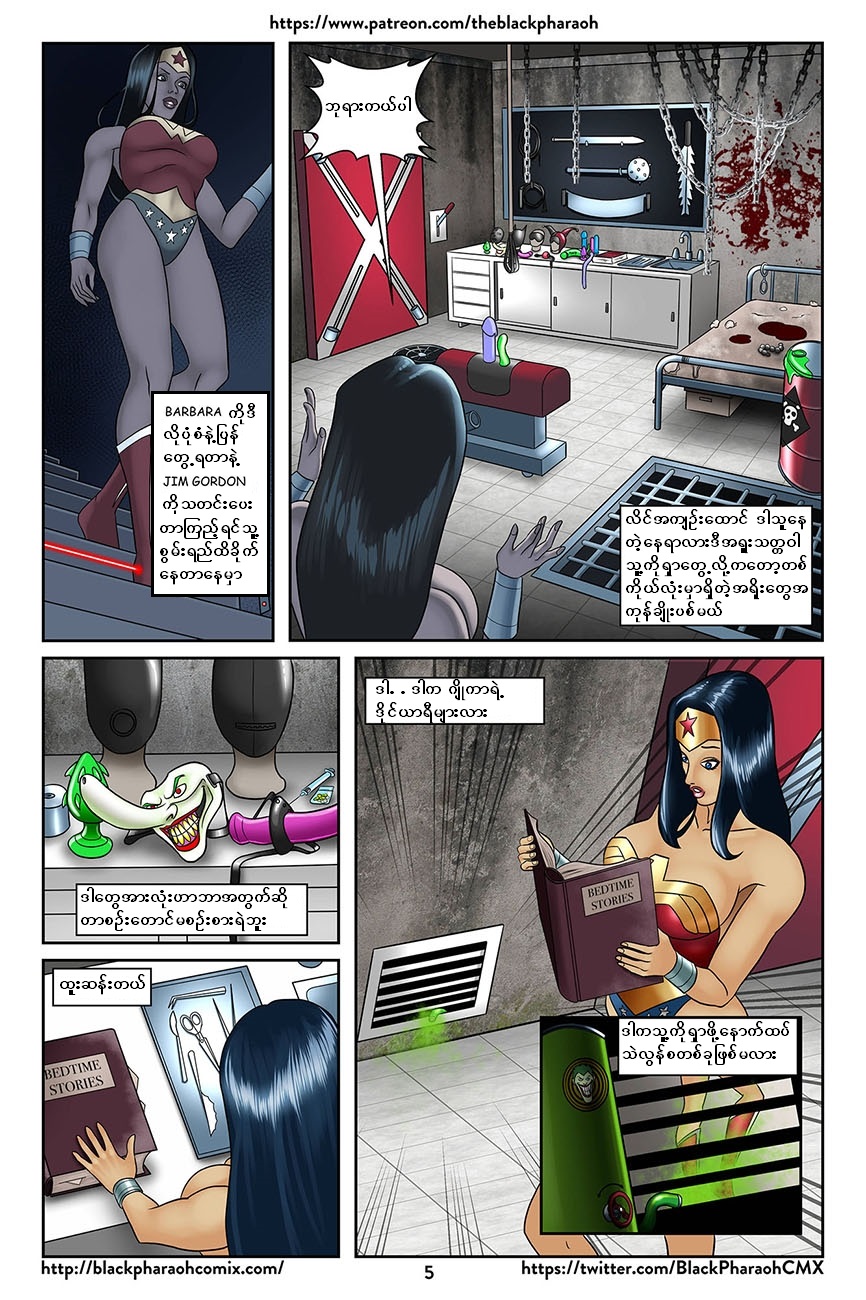 https://www.patreon.com/theblackpharaoh
ဘုရားကယ်ပါ
BARBARA ကိုဒီ
လိုပုံစံနဲ့ပြန်
တွေ့ရတာနဲ့
JIM GORDON
ကိုသတင်းပေး
တာကြည့်ရင်သူ့
စွမ်းရည်ထိခိုက်
နေတာနေမှာ
လိင်အကျဉ်းထောင် ဒါသူနေ
တဲ့နေရာလားဒီအရူးသတ္တဝါ
သူ့ကိုရှာတွေ့လို့ကတော့တစ်
ကိုယ်လုံးမှာရှိတဲ့အရိုးတွေအ
ကုန်ချိုးပစ်မယ်
ဒါတွေအားလုံးဟာဘာအတွက်ဆို
တာစဉ်းတောင်မစဉ်းစားရဲဘူး
ဒါ. . ဒါက ဂျိုကာရဲ့
ဒိုင်ယာရီများလား
BEDTIME
STORIES
ထူးဆန်းတယ်
BEDTIME
STORIES
ဒါကသူ့ကိုရှာဖို့နောက်ထပ်
သဲလွန်စတစ်ခုဖြစ်မလား
http://blackpharaohcomix.com/
5
https://twitter.com/BlackPharaohCMX